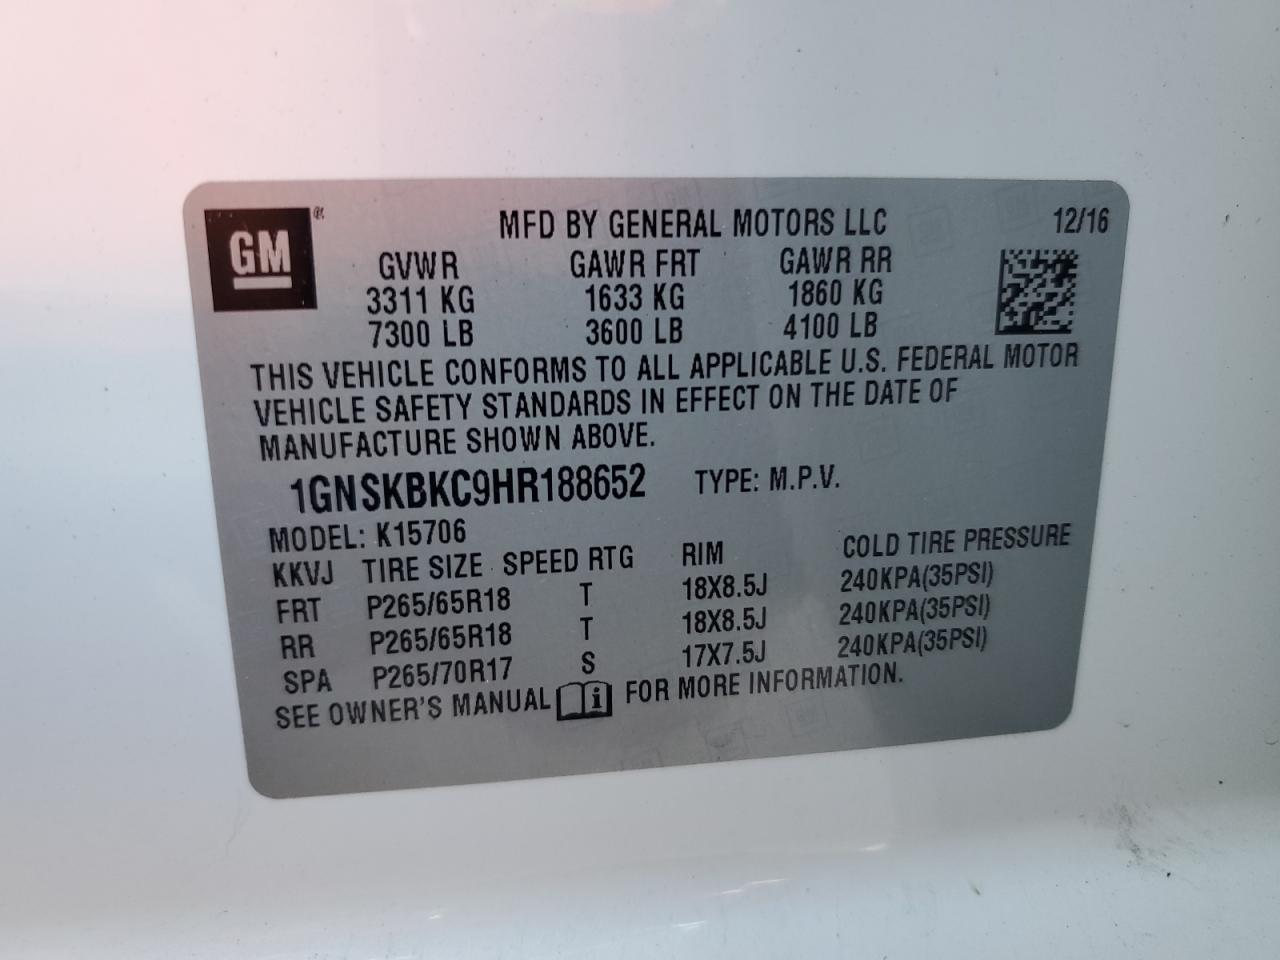 GM ® MFD BY GENERAL MOTORS LLC 12/16
GVWR GAWR FRT GAWR RR
3311 KG 1633 KG 1860 KG
7300 LB 3600 LB 4100 LB
THIS VEHICLE CONFORMS TO ALL APPLICABLE U.S. FEDERAL MOTOR
VEHICLE SAFETY STANDARDS IN EFFECT ON THE DATE OF
MANUFACTURE SHOWN ABOVE.
1GNSKBKC9HR188652 TYPE: M.P.V.
MODEL: K15706
KKVJ TIRE SIZE SPEED RTG RIM COLD TIRE PRESSURE
FRT P265/65R18 T 18X8.5J 240KPA(35PSI)
RR P265/65R18 T 18X8.5J 240KPA(35PSI)
SPA P265/70R17 S 17X7.5J 240KPA(35PSI)
SEE OWNER'S MANUAL i FOR MORE INFORMATION.